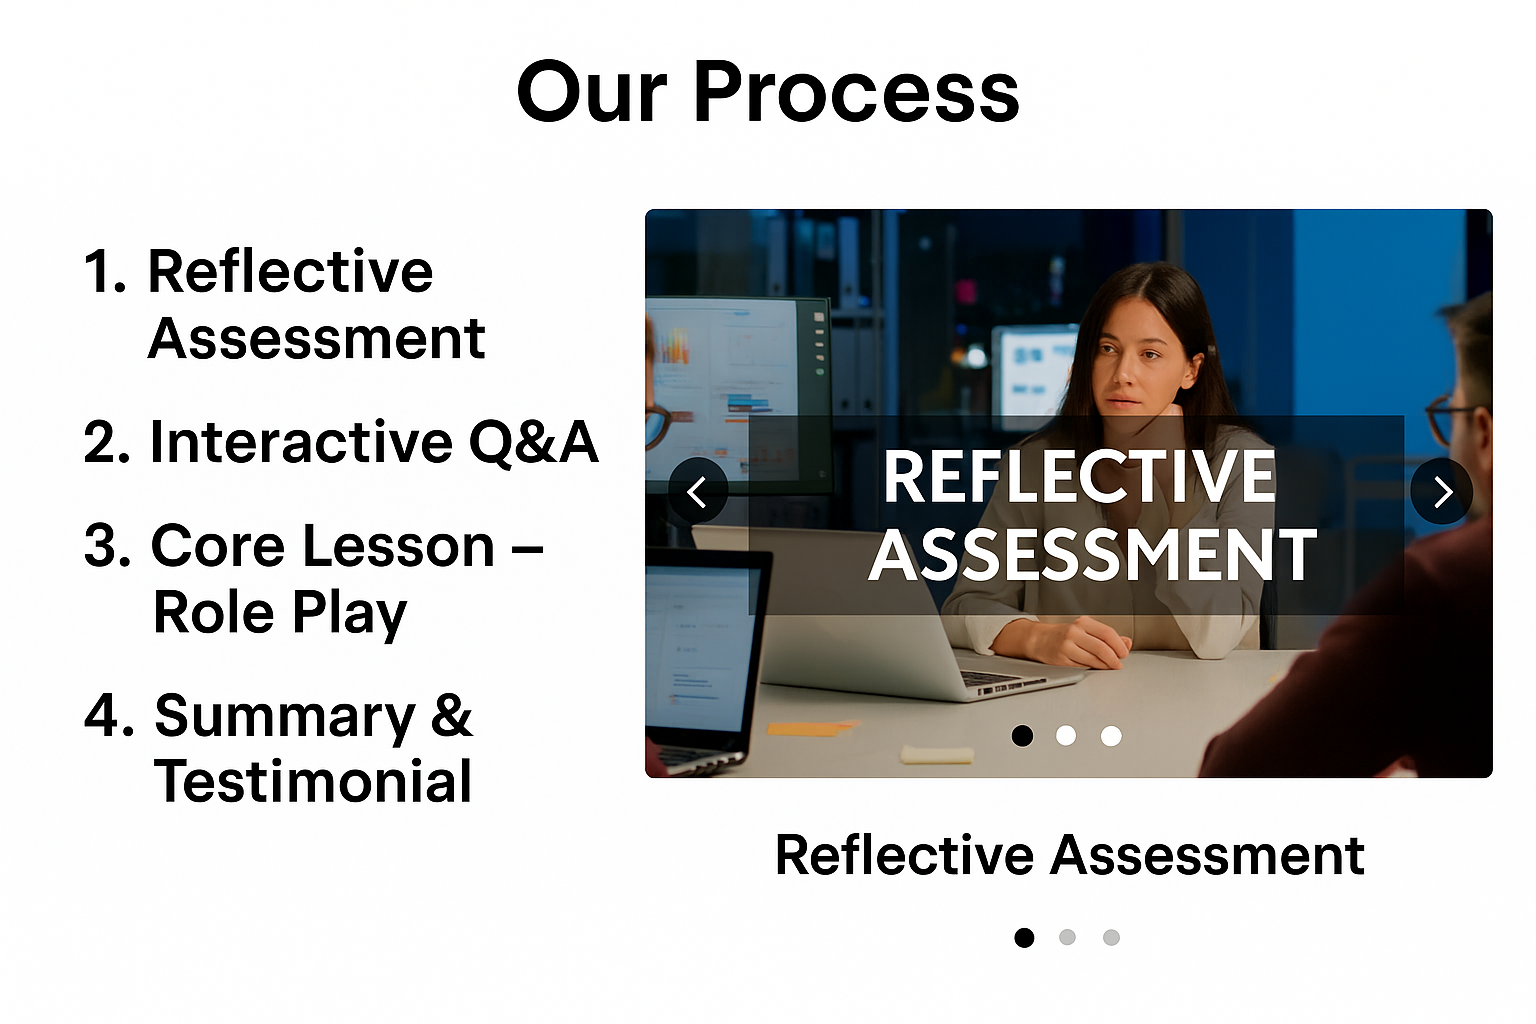 Our Process
1. Reflective
Assessment
2. Interactive Q&A
3. Core Lesson –
Role Play
4. Summary &
Testimonial
REFLECTIVE
ASSESSMENT
Reflective Assessment